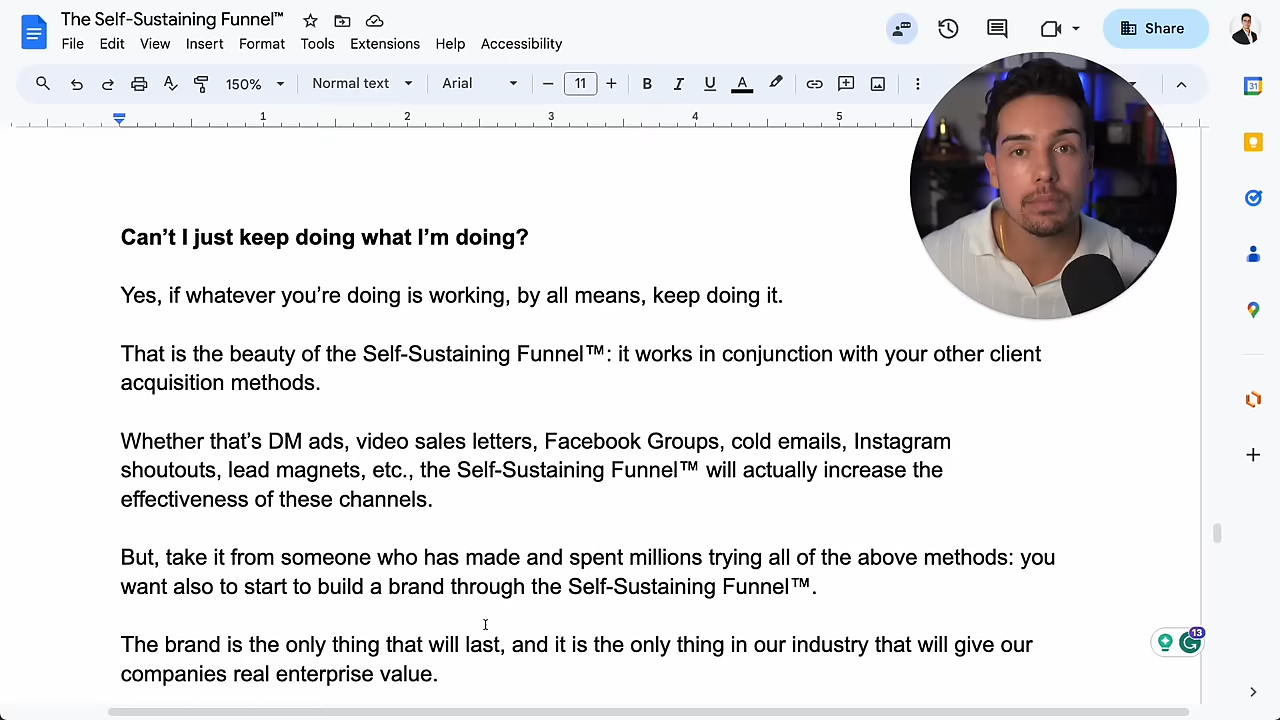 The Self-Sustaining Funnel™
File Edit View Insert Format Tools Extensions Help Accessibility
Share
150% Normal text Arial 11 B I U A
31
1 2 3 4 5
Can’t I just keep doing what I’m doing?
Yes, if whatever you’re doing is working, by all means, keep doing it.
That is the beauty of the Self-Sustaining Funnel™: it works in conjunction with your other client
acquisition methods.
Whether that’s DM ads, video sales letters, Facebook Groups, cold emails, Instagram
shoutouts, lead magnets, etc., the Self-Sustaining Funnel™ will actually increase the
effectiveness of these channels.
But, take it from someone who has made and spent millions trying all of the above methods: you
want also to start to build a brand through the Self-Sustaining Funnel™.
The brand is the only thing that will last, and it is the only thing in our industry that will give our
companies real enterprise value.
13